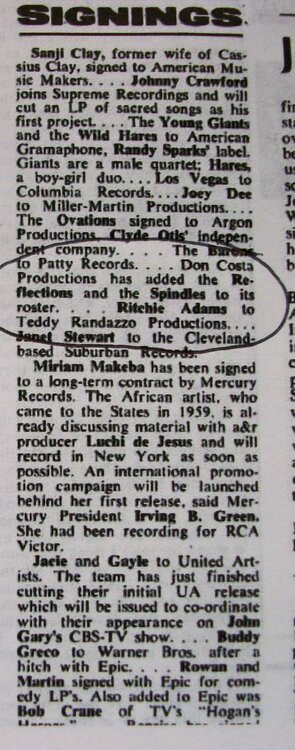 SIGNINGS
Sanji Clay, former wife of Cas-
sius Clay, signed to American Mu-
sic Makers. . . . Johnny Crawford
joins Supreme Recordings and will
cut an LP of sacred songs as his
first project. . . . The Young Giants
and the Wild Hares to American
Gramaphone, Randy Sparks' label.
Giants are a male quartet; Hares,
a boy-girl duo. . . . Los Vegas to
Columbia Records. . . . Joey Dee
to Miller-Martin Productions. . . .
The Ovations signed to Argon
Productions, Clyde Otis' indepen-
dent company. . . . The Barons
to Patty Records. . . . Don Costa
Productions has added the Re-
flections and the Spindles to its
roster. . . . Ritchie Adams to
Teddy Randazzo Productions. . . .
Janet Stewart to the Cleveland-
based Suburban Records.
Miriam Makeba has been signed
to a long-term contract by Mercury
Records. The African artist, who
came to the States in 1959, is al-
ready discussing material with a&r
producer Luchi de Jesus and will
record in New York as soon as
possible. An international promo-
tion campaign will be launched
behind her first release, said Mer-
cury President Irving B. Green.
She had been recording for RCA
Victor.
Jacie and Gayle to United Art-
ists. The team has just finished
cutting their initial UA release
which will be issued to co-ordinate
with their appearance on John
Gary's CBS-TV show. . . . Buddy
Greco to Warner Bros. after a
hitch with Epic. . . . Rowan and
Martin signed with Epic for com-
edy LP's. Also added to Epic was
Bob Crane of TV's "Hogan's